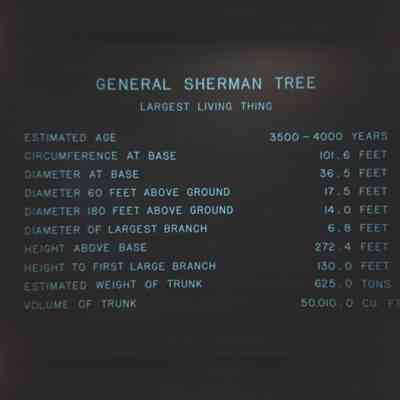 GENERAL SHERMAN TREE
LARGEST LIVING THING
ESTIMATED AGE 3500-4000 YEARS
CIRCUMFERENCE AT BASE 101.6 FEET
DIAMETER AT BASE 36.5 FEET
DIAMETER 60 FEET ABOVE GROUND 17.5 FEET
DIAMETER 180 FEET ABOVE GROUND 14.0 FEET
DIAMETER OF LARGEST BRANCH 6.8 FEET
HEIGHT ABOVE BASE 272.4 FEET
HEIGHT TO FIRST LARGE BRANCH 130.0 FEET
ESTIMATED WEIGHT OF TRUNK 625.0 TONS
VOLUME OF TRUNK 50,010.0 CU. FT